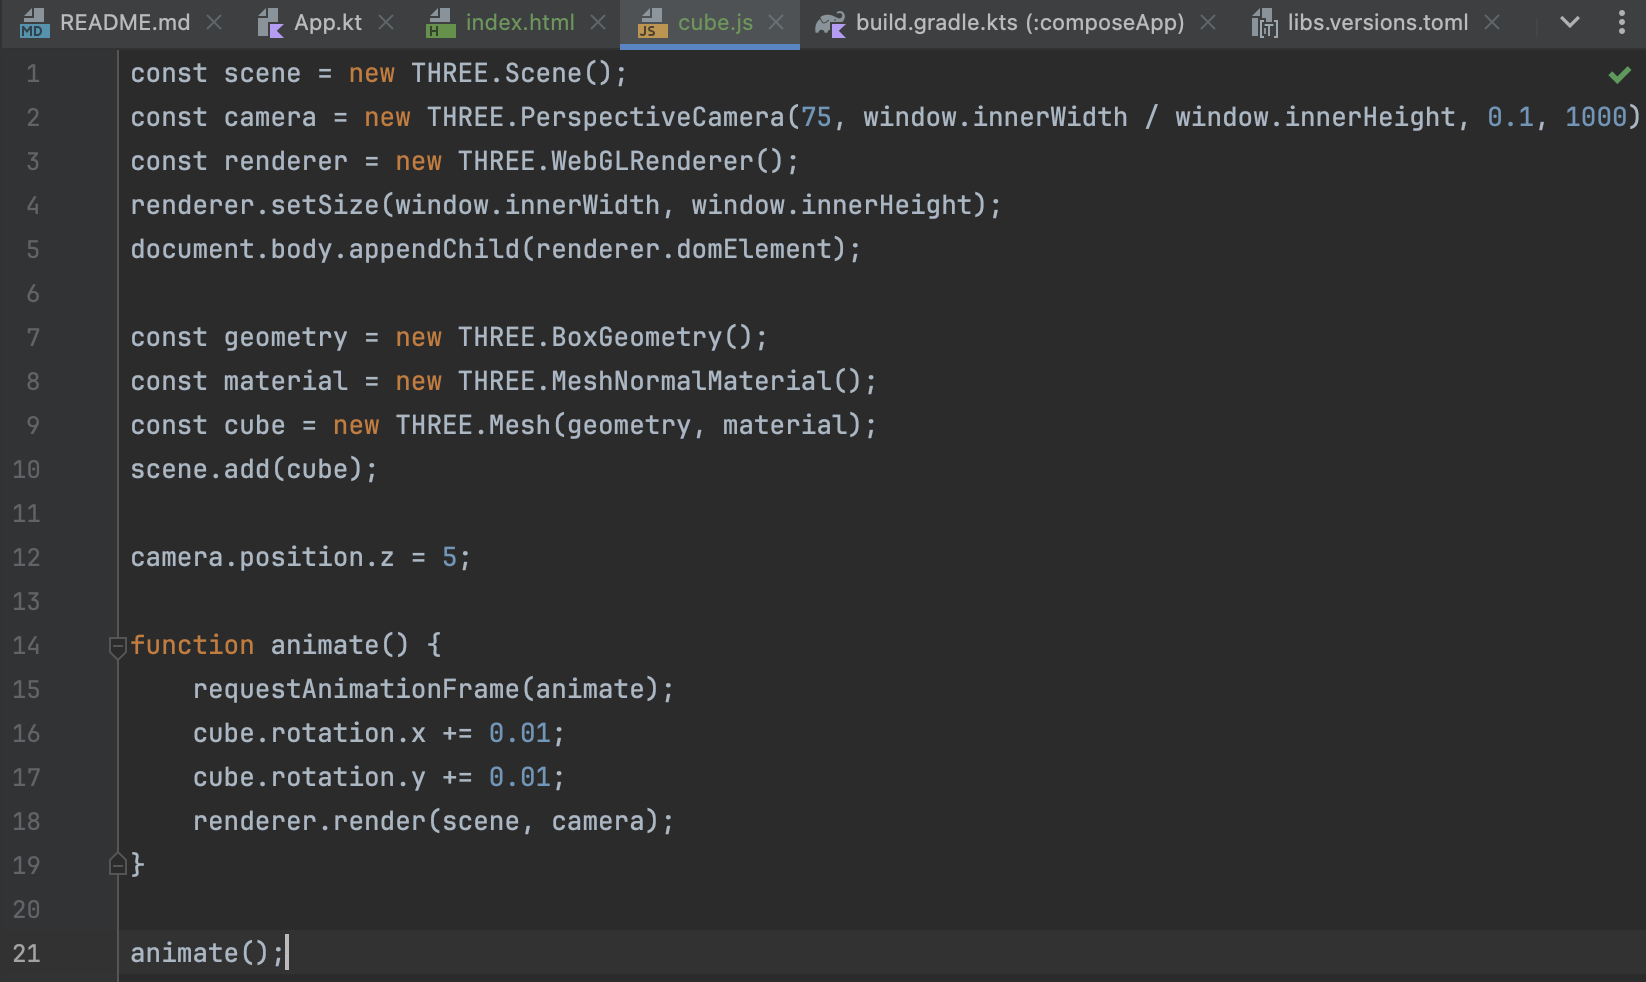 README.md App.kt index.html cube.js build.gradle.kts (:composeApp) libs.versions.toml
1 const scene = new THREE.Scene();
2 const camera = new THREE.PerspectiveCamera(75, window.innerWidth / window.innerHeight, 0.1, 1000)
3 const renderer = new THREE.WebGLRenderer();
4 renderer.setSize(window.innerWidth, window.innerHeight);
5 document.body.appendChild(renderer.domElement);
6
7 const geometry = new THREE.BoxGeometry();
8 const material = new THREE.MeshNormalMaterial();
9 const cube = new THREE.Mesh(geometry, material);
10 scene.add(cube);
11
12 camera.position.z = 5;
13
14 function animate() {
15     requestAnimationFrame(animate);
16     cube.rotation.x += 0.01;
17     cube.rotation.y += 0.01;
18     renderer.render(scene, camera);
19 }
20
21 animate();